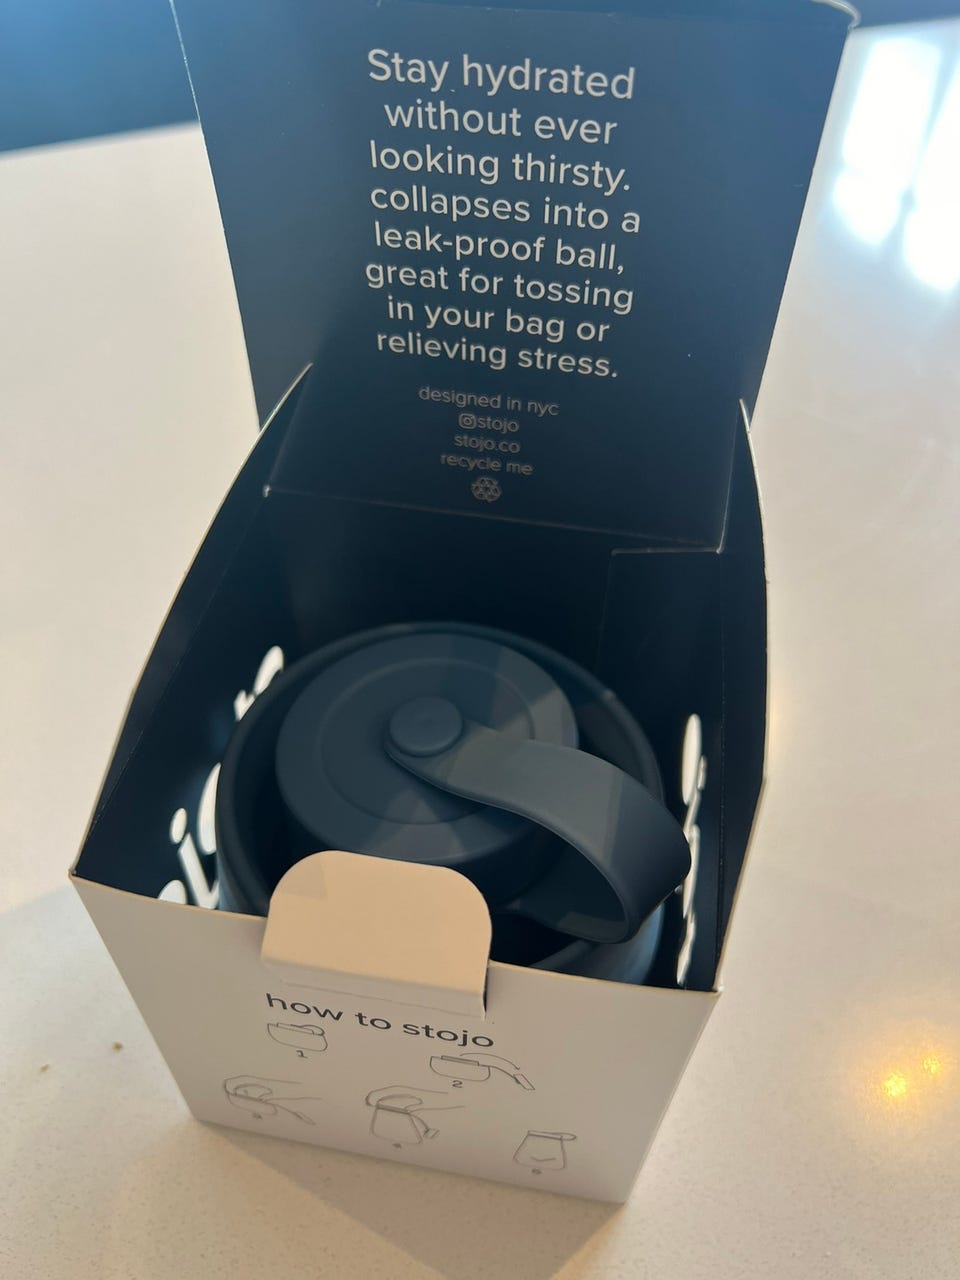 Stay hydrated
without ever
looking thirsty.
collapses into a
leak-proof ball,
great for tossing
in your bag or
relieving stress.
designed in nyc
stojo
stojo.co
recycle me
how to stojo
1
2
3
4
5